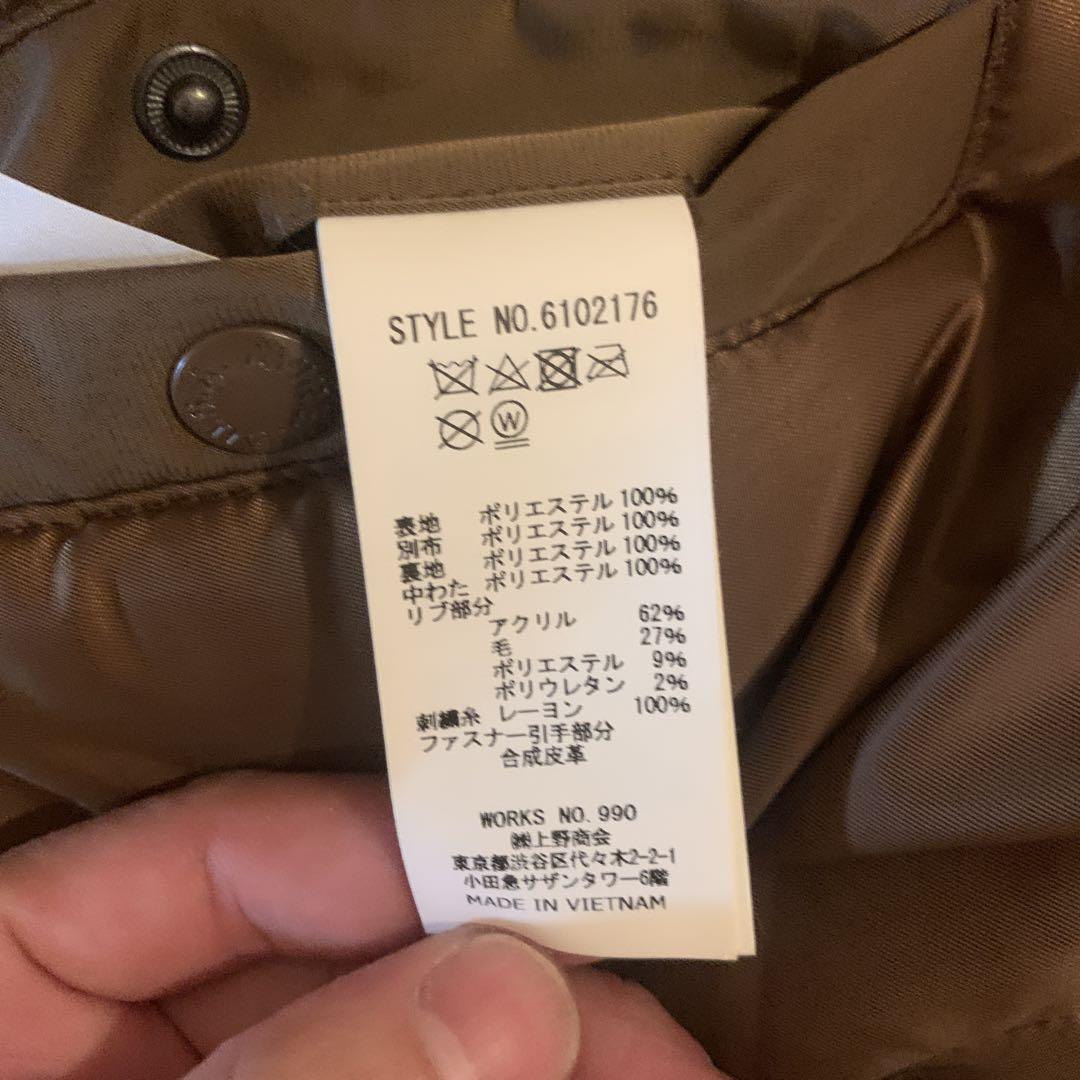 STYLE NO.6102176
W
表地 ポリエステル 100%
別布 ポリエステル 100%
裏地 ポリエステル 100%
中わた ポリエステル 100%
リブ部分
アクリル 62%
毛 27%
ポリエステル 9%
ポリウレタン 2%
刺繍糸 レーヨン 100%
ファスナー引手部分
合成皮革
WORKS NO. 990
㈱上野商会
東京都渋谷区代々木2-2-1
小田急サザンタワー6階
MADE IN VIETNAM